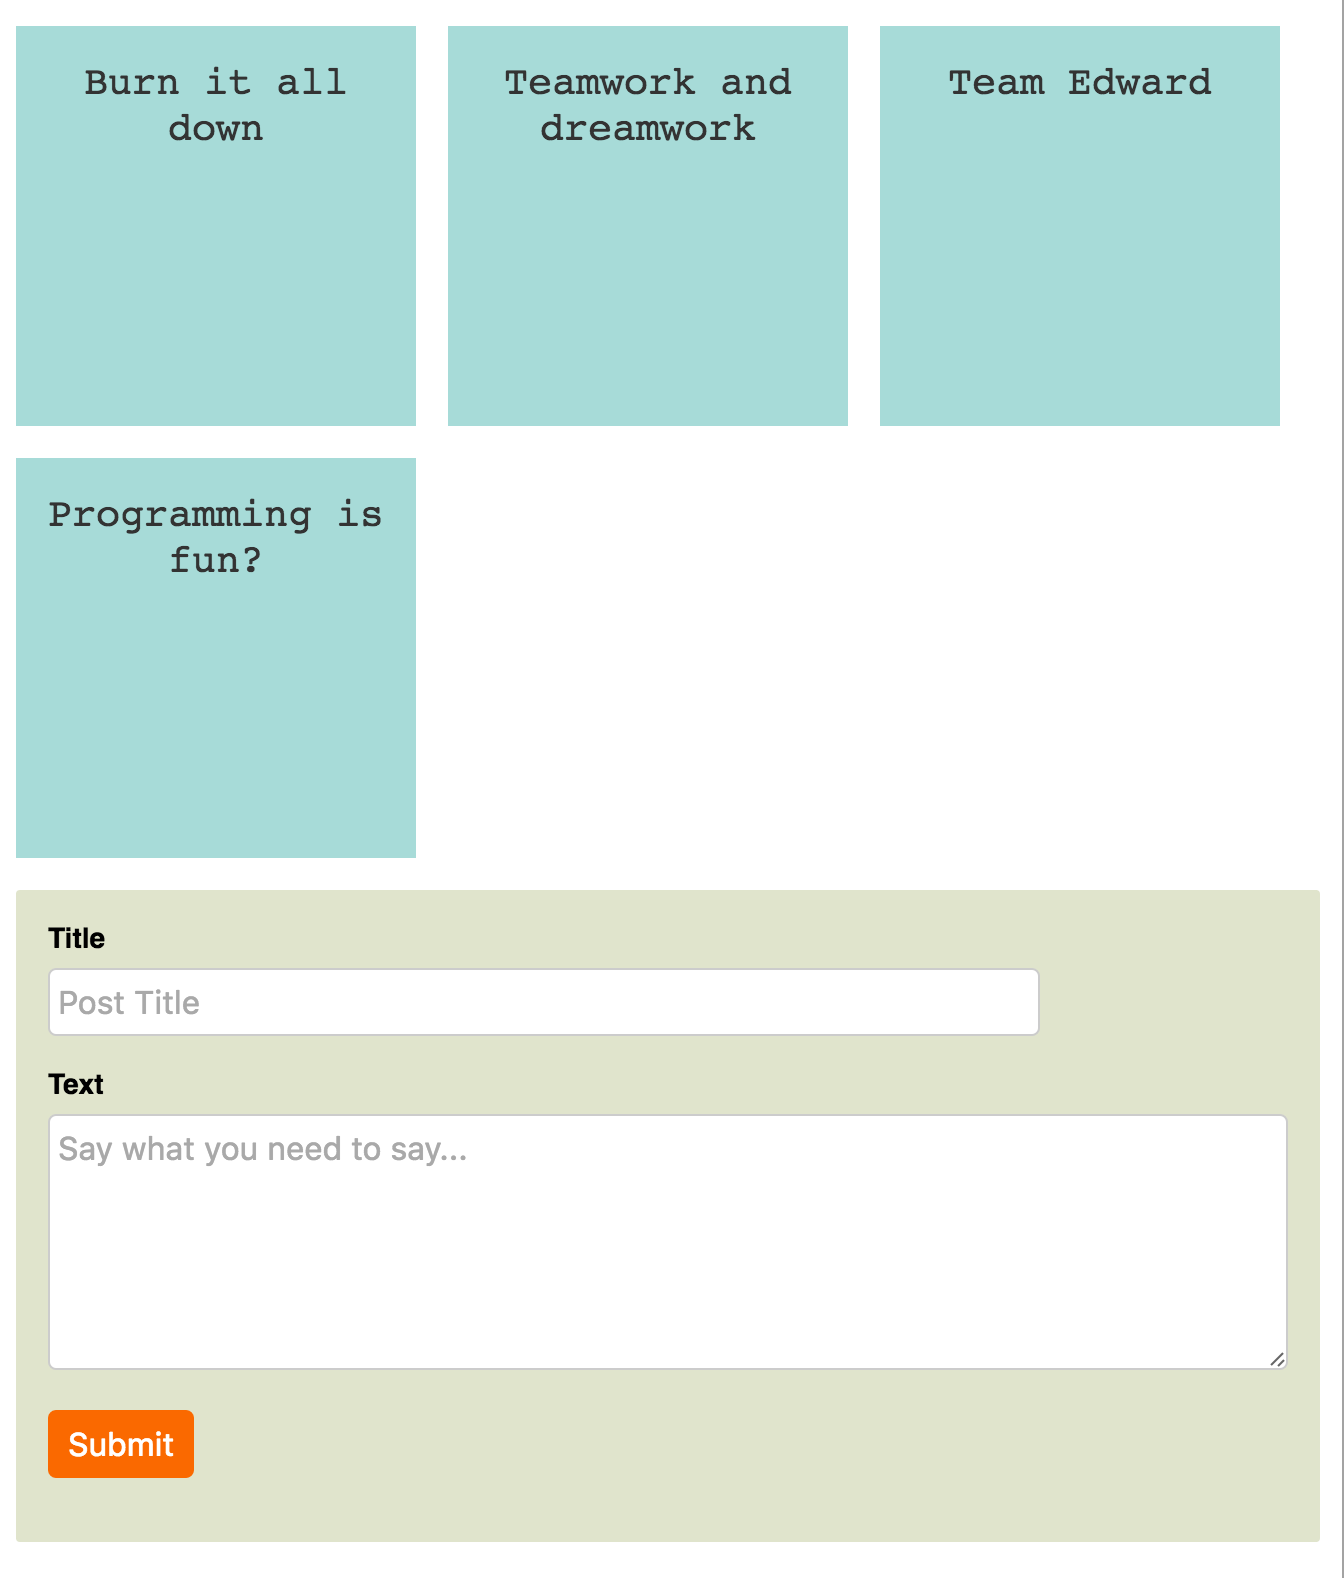 Burn it all
down
Teamwork and
dreamwork
Team Edward
Programming is
fun?
Title
Post Title
Text
Say what you need to say...
Submit